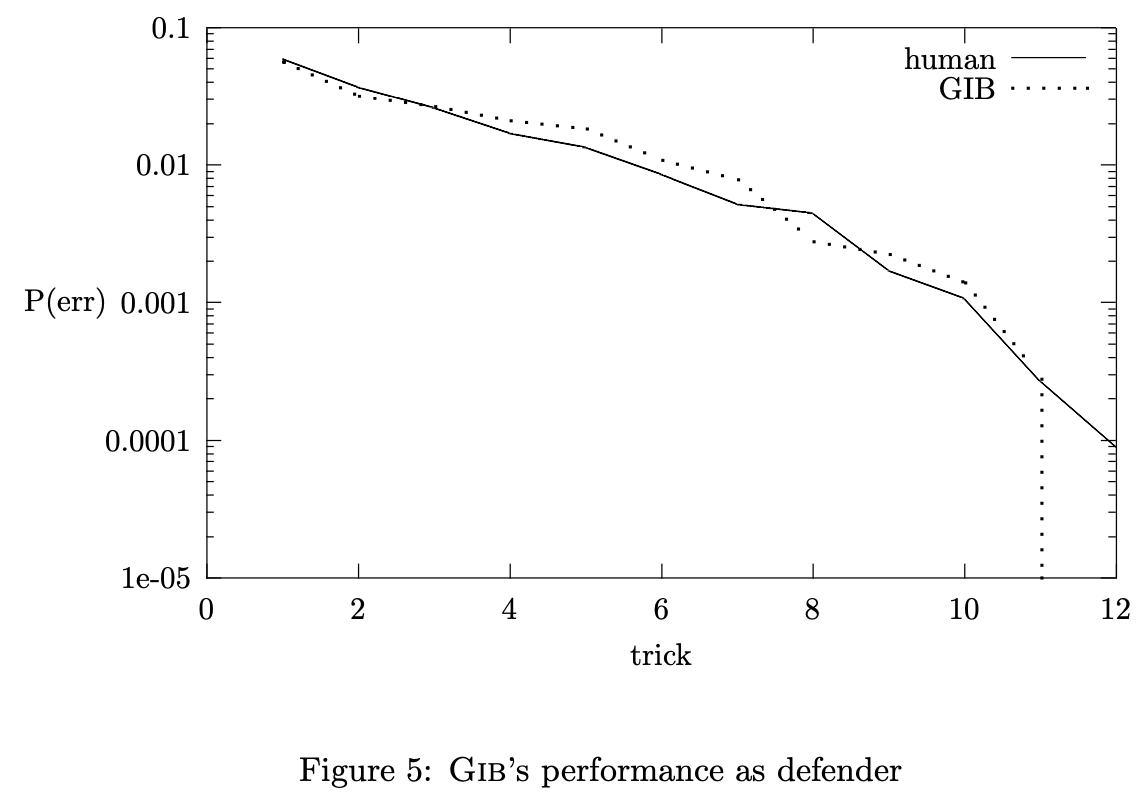 0.1
human
GIB
0.01
P(err) 0.001
0.0001
1e-05
0 2 4 6 8 10 12
trick
Figure 5: GIB's performance as defender